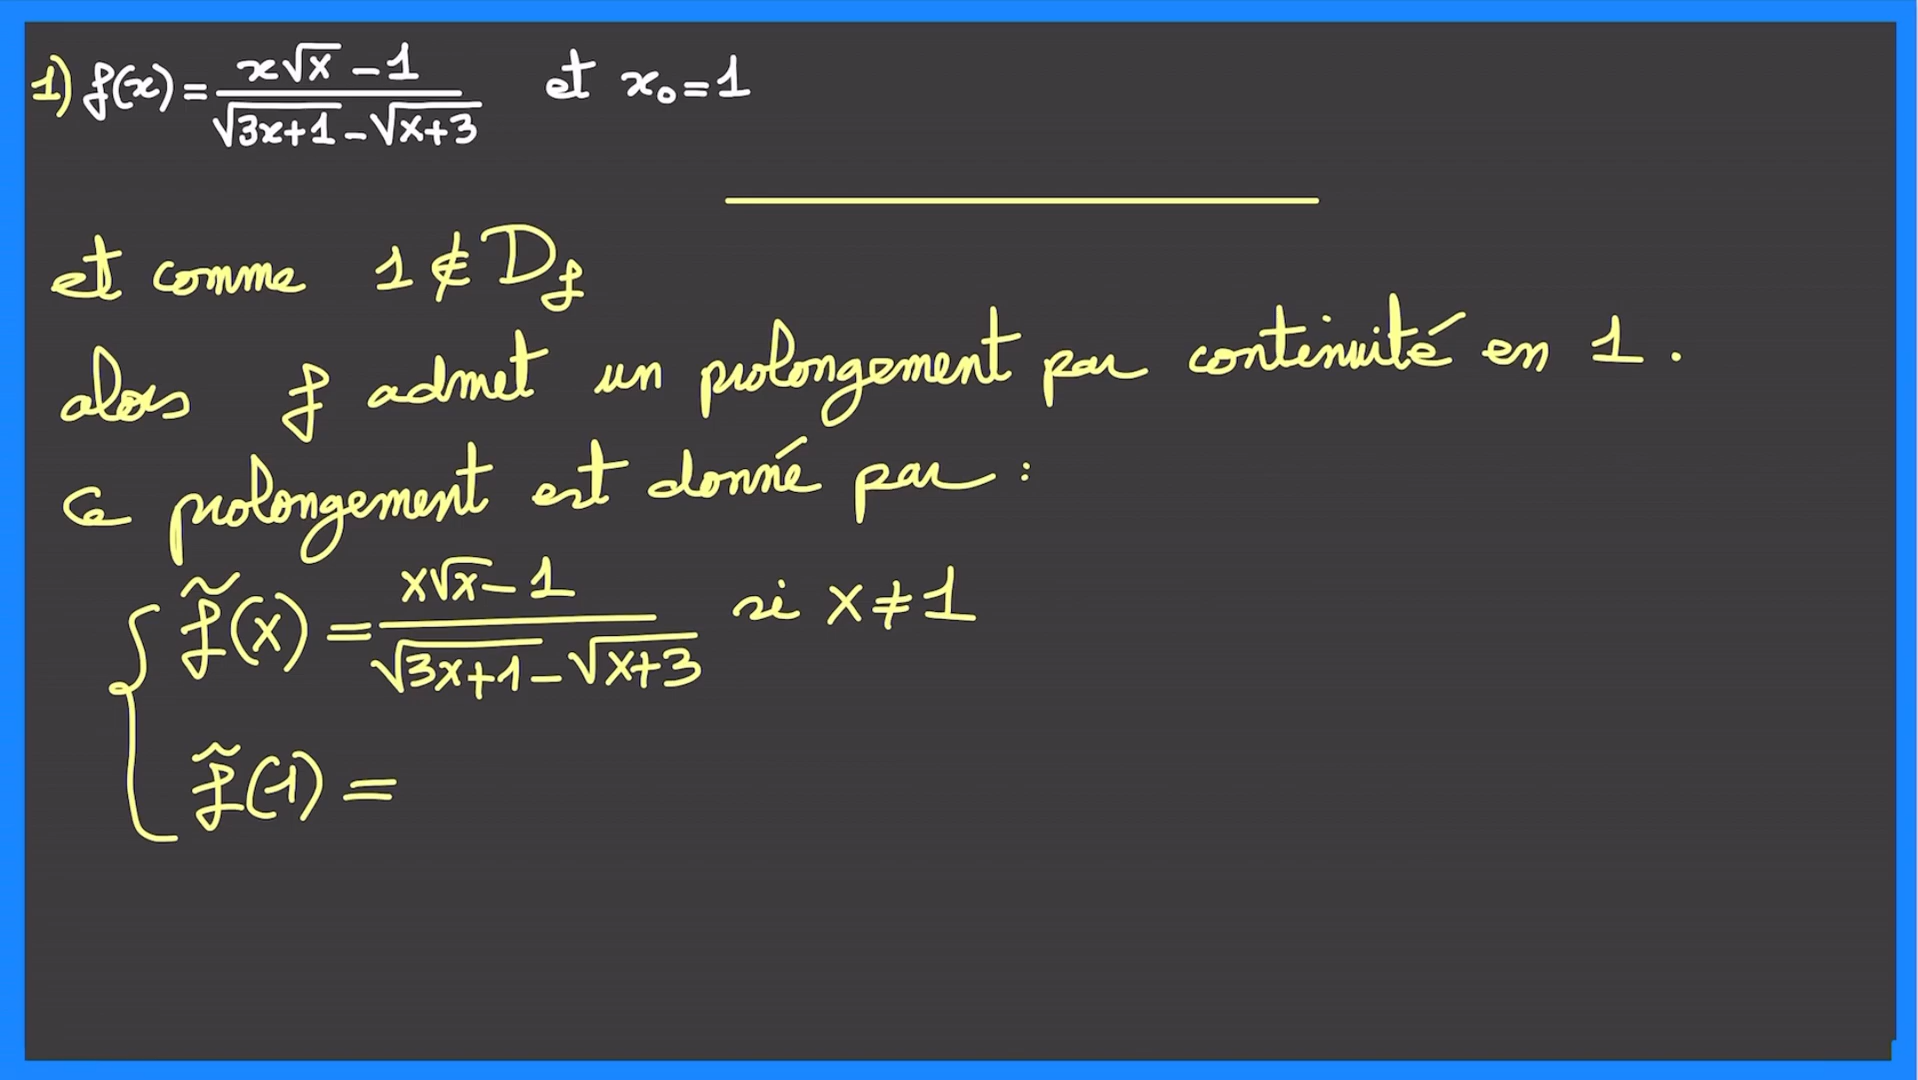 1) f(x) = (x√x - 1)/(√(3x+1) - √(x+3)) et x₀ = 1
et comme 1 ∉ D_f
alors f admet un prolongement par continuité en 1.
Ce prolongement est donné par :
{ f̃(x) = (x√x - 1)/(√(3x+1) - √(x+3)) si x ≠ 1
f̃(1) =